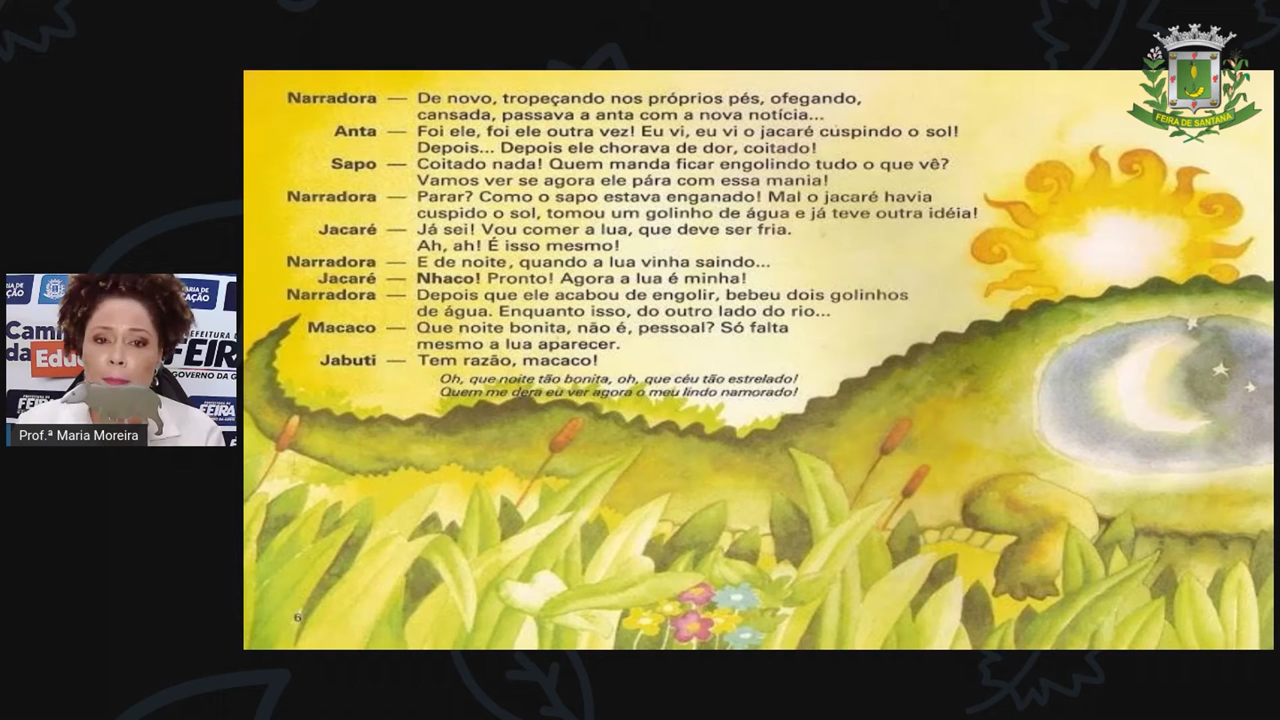 FEIRA DE SANTANA
Narradora — De novo, tropeçando nos próprios pés, ofegando,
cansada, passava a anta com a nova notícia...
Anta — Foi ele, foi ele outra vez! Eu vi, eu vi o jacaré cuspindo o sol!
Depois... Depois ele chorava de dor, coitado!
Sapo — Coitado nada! Quem manda ficar engolindo tudo o que vê?
Vamos ver se agora ele pára com essa mania!
Narradora — Parar? Como o sapo estava enganado! Mal o jacaré havia
cuspido o sol, tomou um golinho de água e já teve outra idéia!
Jacaré — Já sei! Vou comer a lua, que deve ser fria.
Ah, ah! É isso mesmo!
Narradora — E de noite, quando a lua vinha saindo...
Jacaré — Nhaco! Pronto! Agora a lua é minha!
Narradora — Depois que ele acabou de engolir, bebeu dois golinhos
de água. Enquanto isso, do outro lado do rio...
Macaco — Que noite bonita, não é, pessoal? Só falta
mesmo a lua aparecer.
Jabuti — Tem razão, macaco!
Oh, que noite tão bonita, oh, que céu tão estrelado!
Quem me dera eu ver agora o meu lindo namorado!
6
Prof.ª Maria Moreira